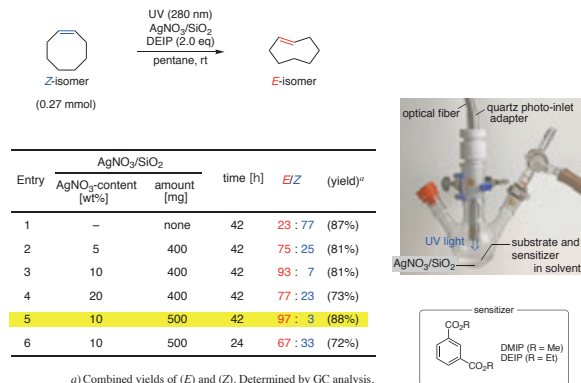 UV (280 nm)
AgNO₃/SiO₂
DEIP (2.0 eq)
pentane, rt
Z-isomer
(0.27 mmol)
E-isomer
Entry
AgNO₃/SiO₂
AgNO₃-content [wt%]
amount [mg]
time [h]
E/Z
(yield)ᵃ
1 – none 42 23 : 77 (87%)
2 5 400 42 75 : 25 (81%)
3 10 400 42 93 : 7 (81%)
4 20 400 42 77 : 23 (73%)
5 10 500 42 97 : 3 (88%)
6 10 500 24 67 : 33 (72%)
a) Combined yields of (E) and (Z). Determined by GC analysis.
optical fiber
quartz photo-inlet
adapter
UV light
AgNO₃/SiO₂
substrate and
sensitizer
in solvent
sensitizer
CO₂R
CO₂R
DMIP (R = Me)
DEIP (R = Et)